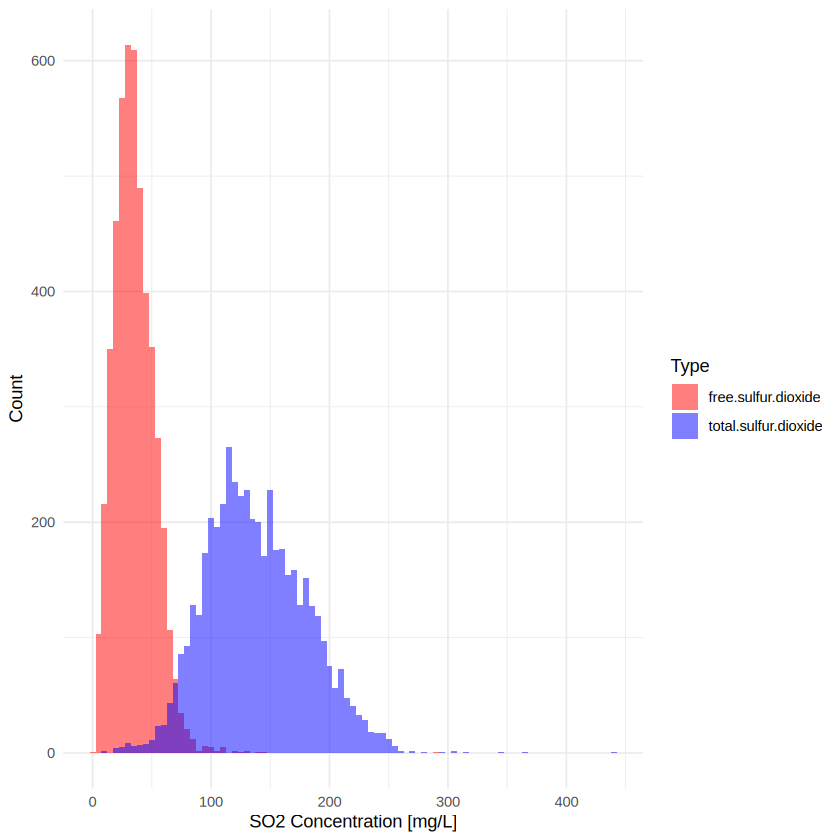 600
400
200
0
Count
0 100 200 300 400
SO2 Concentration [mg/L]
Type
free.sulfur.dioxide
total.sulfur.dioxide